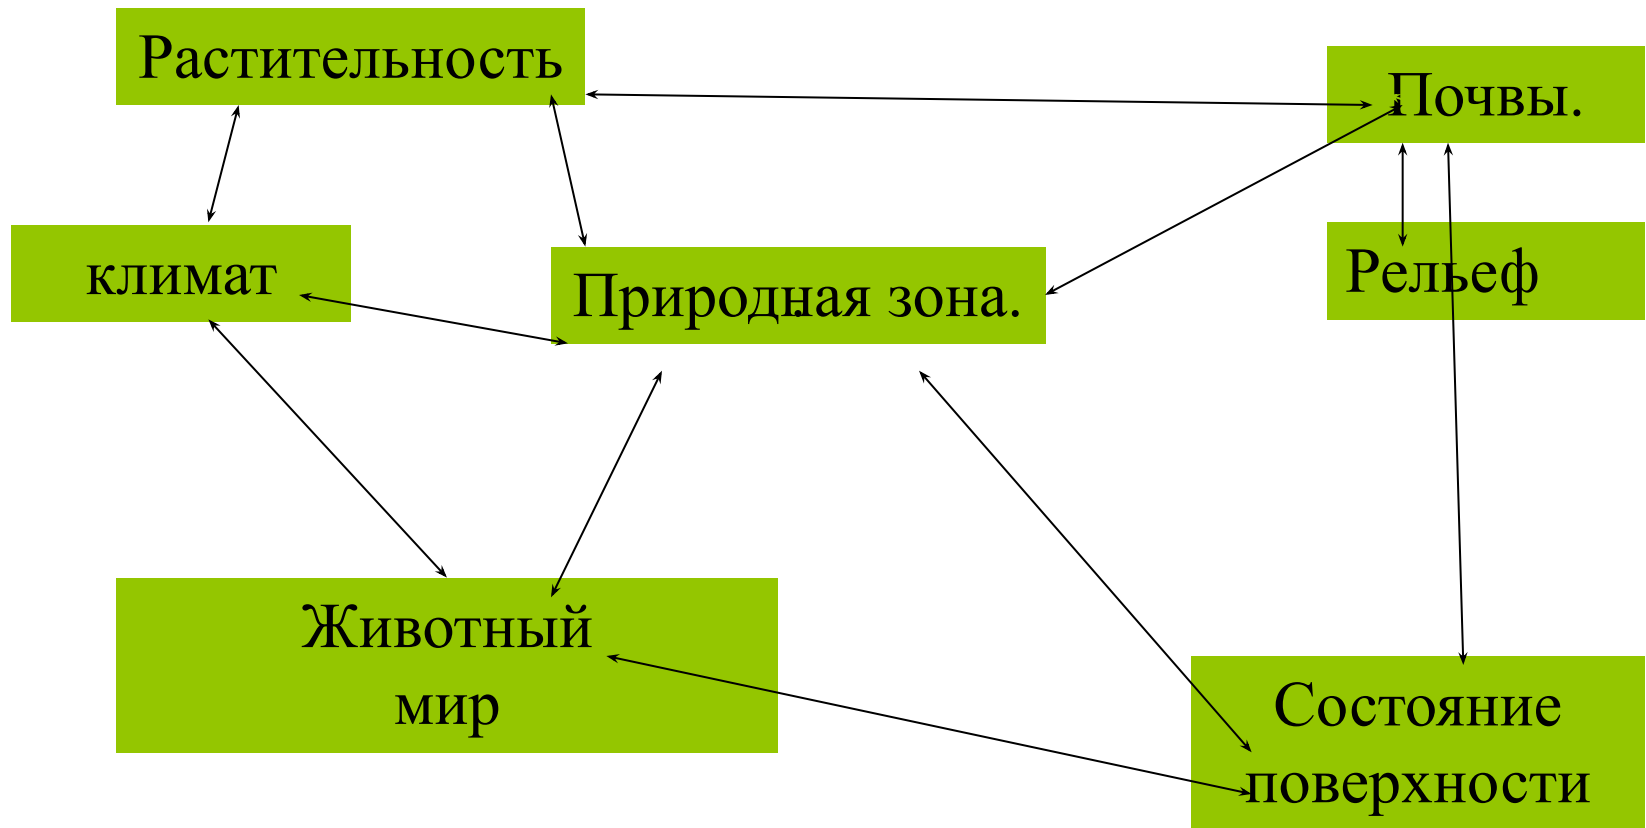 Растительность
Почвы.
климат
Природная зона.
Рельеф
Животный
мир
Состояние
поверхности